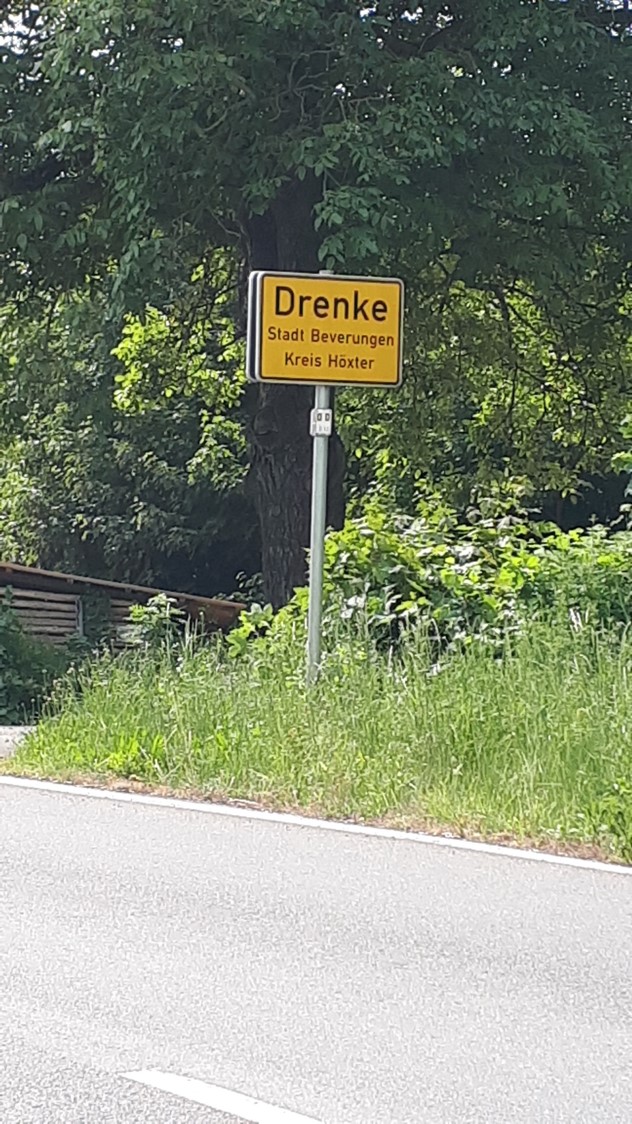 Drenke
Stadt Beverungen
Kreis Höxter